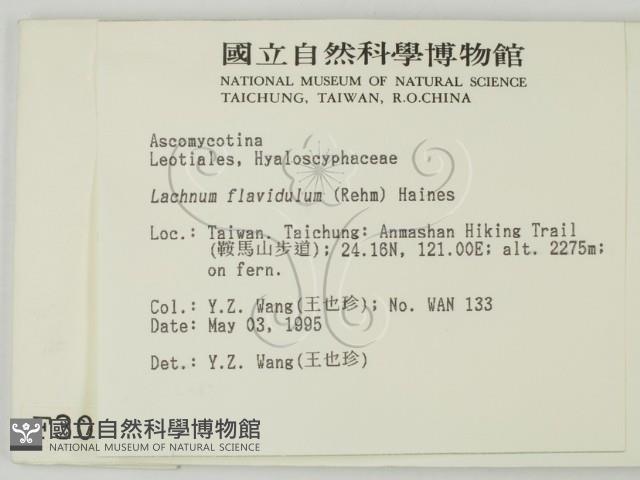 國立自然科學博物館
NATIONAL MUSEUM OF NATURAL SCIENCE
TAICHUNG, TAIWAN, R.O.CHINA
Ascomycotina
Leotiales, Hyaloscyphaceae
Lachnum flavidulum (Rehm) Haines
Loc.: Taiwan. Taichung: Anmashan Hiking Trail
(鞍馬山步道); 24.16N, 121.00E; alt. 2275m;
on fern.
Col.: Y.Z. Wang(王也珍); No. WAN 133
Date: May 03, 1995
Det.: Y.Z. Wang(王也珍)
國立自然科學博物館
NATIONAL MUSEUM OF NATURAL SCIENCE